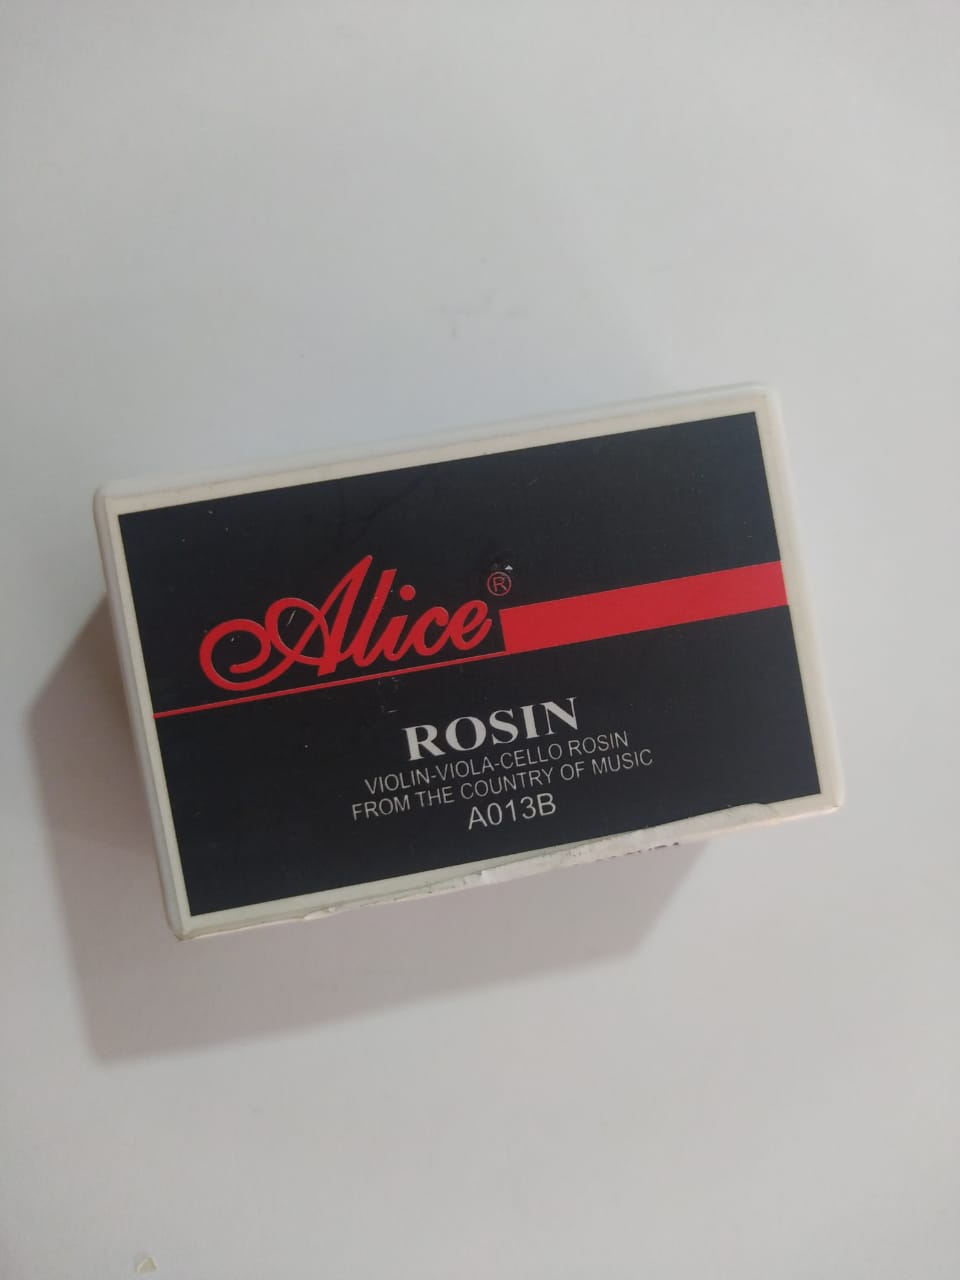 Alice®
ROSIN
VIOLIN-VIOLA-CELLO ROSIN
FROM THE COUNTRY OF MUSIC
A013B